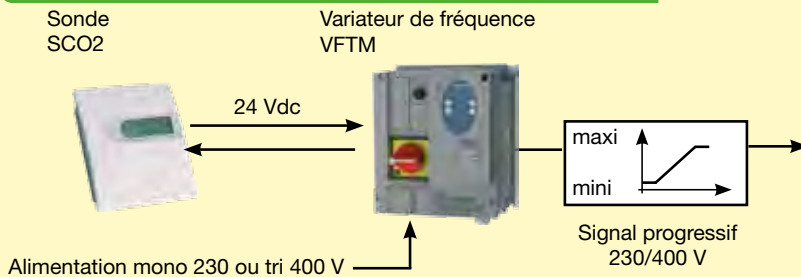 Sonde
SCO2
Variateur de fréquence
VFTM
24 Vdc
maxi
mini
Signal progressif
230/400 V
Alimentation mono 230 ou tri 400 V